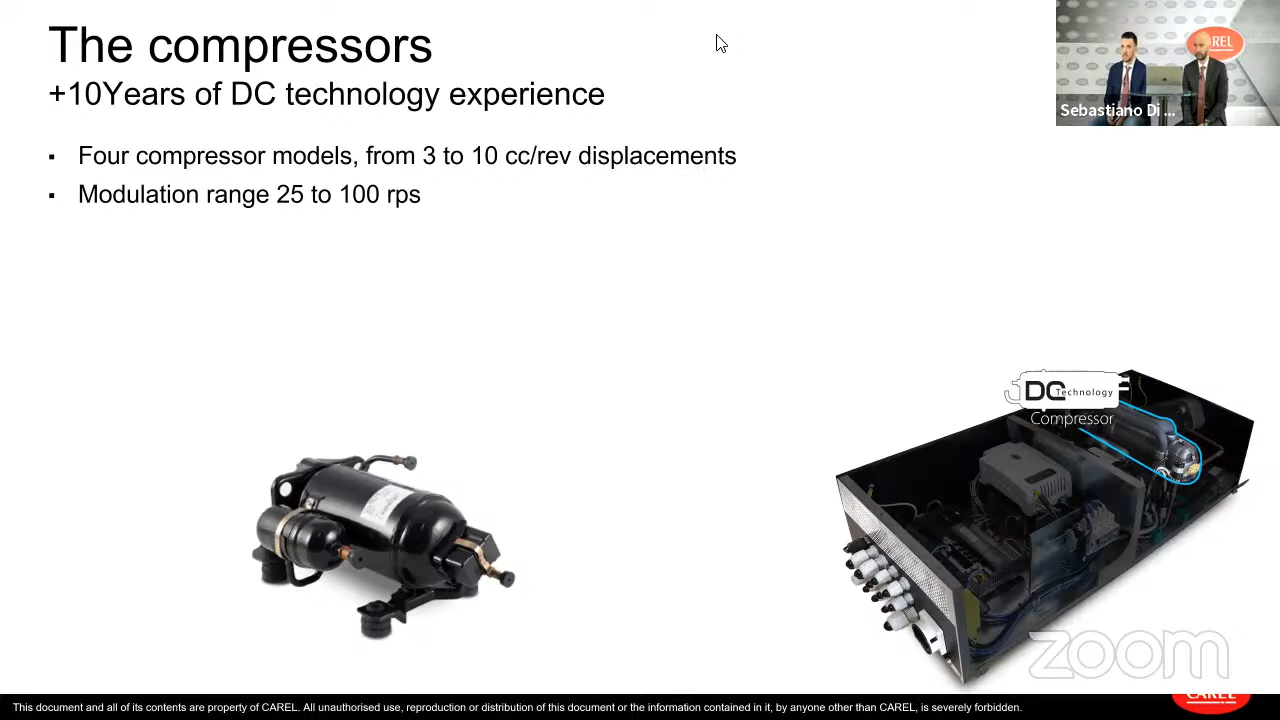 The compressors
+10Years of DC technology experience
▪ Four compressor models, from 3 to 10 cc/rev displacements
▪ Modulation range 25 to 100 rps
REL
Sebastiano Di ...
DC Technology
Compressor
zoom
CAREL
This document and all of its contents are property of CAREL. All unauthorised use, reproduction or distribution of this document or the information contained in it, by anyone other than CAREL, is severely forbidden.